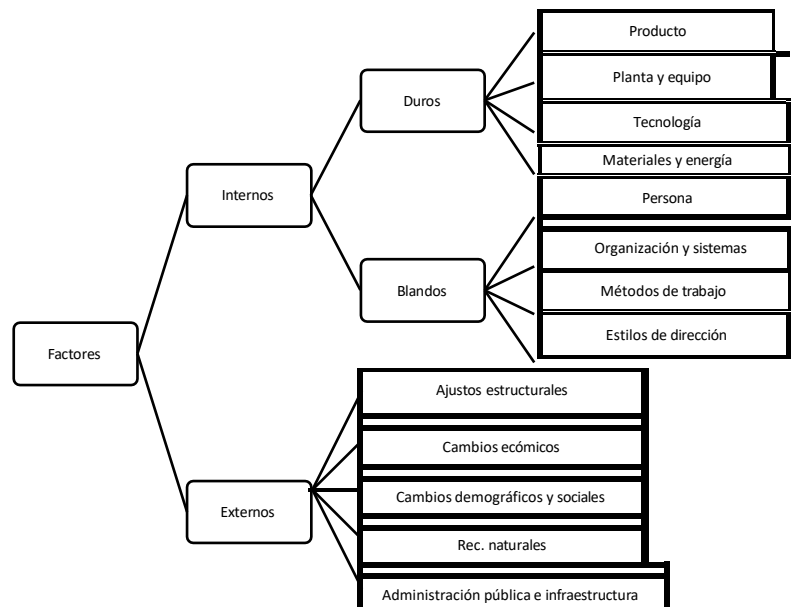 Producto
Planta y equipo
Duros
Tecnología
Materiales y energía
Internos
Persona
Organización y sistemas
Blandos
Métodos de trabajo
Estilos de dirección
Factores
Ajustos estructurales
Cambios ecómicos
Cambios demográficos y sociales
Externos
Rec. naturales
Administración pública e infraestructura